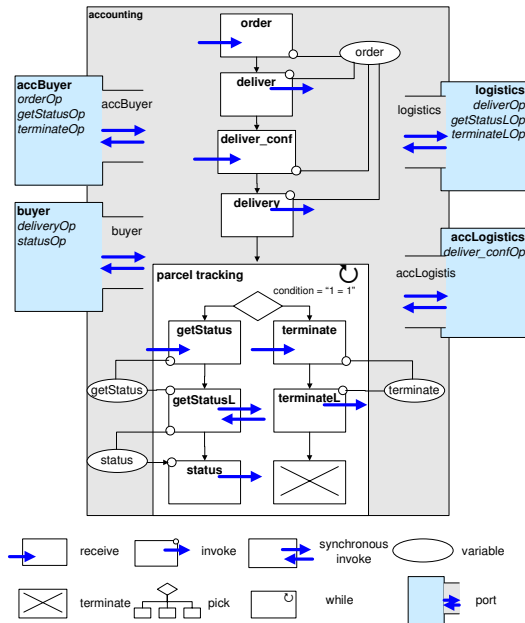 accounting
order
order
deliver
deliver_conf
delivery
accBuyer
orderOp
getStatusOp
terminateOp
accBuyer
buyer
deliveryOp
statusOp
buyer
logistics
deliverOp
getStatusLOp
terminateLOp
logistics
accLogistics
deliver_confOp
accLogistis
parcel tracking
condition = "1 = 1"
getStatus
terminate
getStatus
getStatusL
terminateL
terminate
status
status
receive
invoke
synchronous
invoke
variable
terminate
pick
while
port